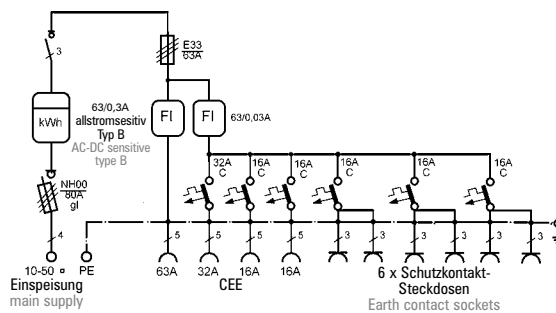 E33
63A
3
kWh
63/0,3A
allstromsesitiv
Typ B
AC-DC sensitive
type B
FI
FI
63/0,03A
32A
C
16A
C
16A
C
16A
C
16A
C
16A
C
NH00
80A
gl
4
5
5
5
5
3
3
3
3
3
3
10-50 ¤
PE
63A
32A
16A
16A
Einspeisung
main supply
CEE
6 x Schutzkontakt-
Steckdosen
Earth contact sockets